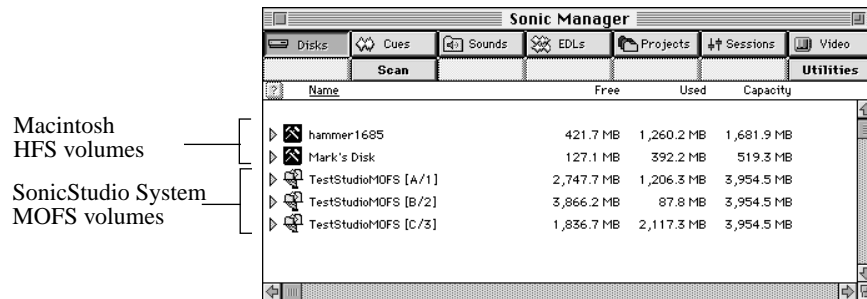 Sonic Manager
Disks Cues Sounds EDLs Projects Sessions Video
Scan Utilities
? Name Free Used Capacity
Macintosh
HFS volumes
hammer1685 421.7 MB 1,260.2 MB 1,681.9 MB
Mark's Disk 127.1 MB 392.2 MB 519.3 MB
SonicStudio System
MOFS volumes
TestStudioMOFS [A/1] 2,747.7 MB 1,206.3 MB 3,954.5 MB
TestStudioMOFS [B/2] 3,866.2 MB 87.8 MB 3,954.5 MB
TestStudioMOFS [C/3] 1,836.7 MB 2,117.3 MB 3,954.5 MB